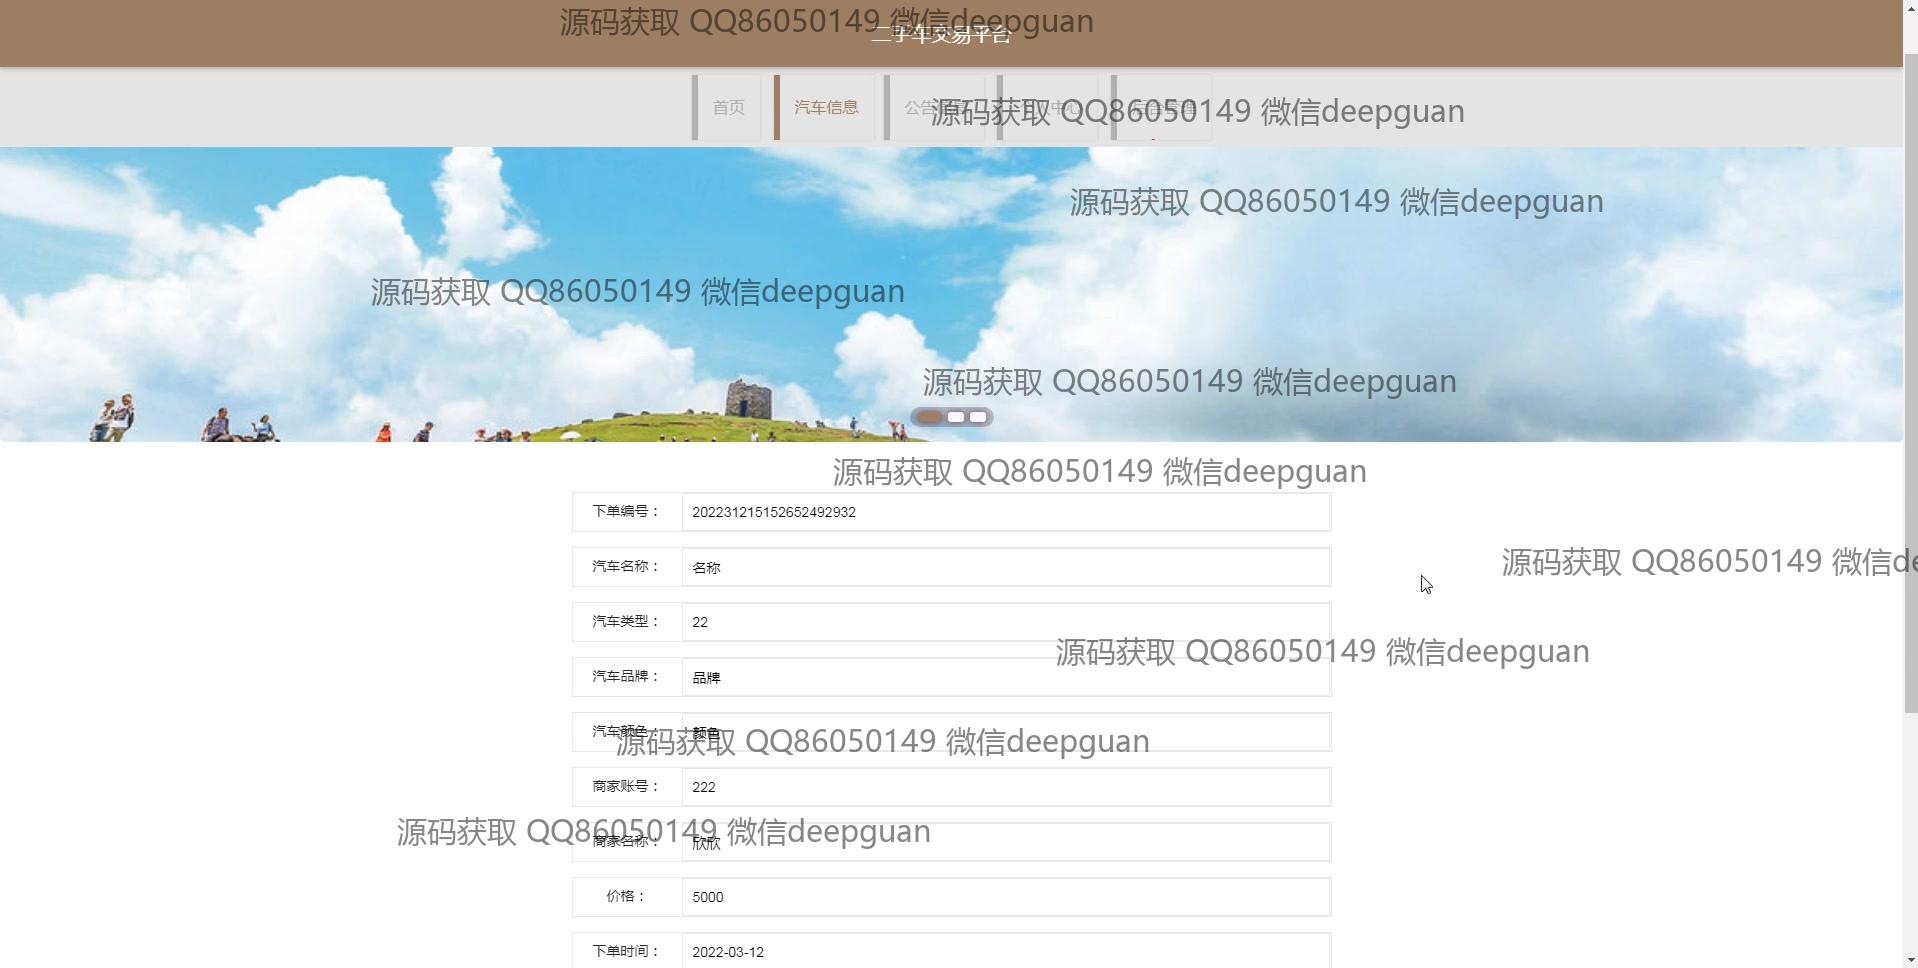 源码获取 QQ86050149 微信deepguan
二手车交易平台
首页
汽车信息
源码获取 QQ86050149 微信deepguan
源码获取 QQ86050149 微信deepguan
源码获取 QQ86050149 微信deepguan
源码获取 QQ86050149 微信deepguan
源码获取 QQ86050149 微信deepguan
下单编号： 202231215152652492932
汽车名称： 名称
源码获取 QQ86050149 微信de
汽车类型： 22
源码获取 QQ86050149 微信deepguan
汽车品牌： 品牌
汽车颜色： 颜色
源码获取 QQ86050149 微信deepguan
商家账号： 222
源码获取 QQ86050149 微信deepguan
商家名称： 欣欣
价格： 5000
下单时间： 2022-03-12